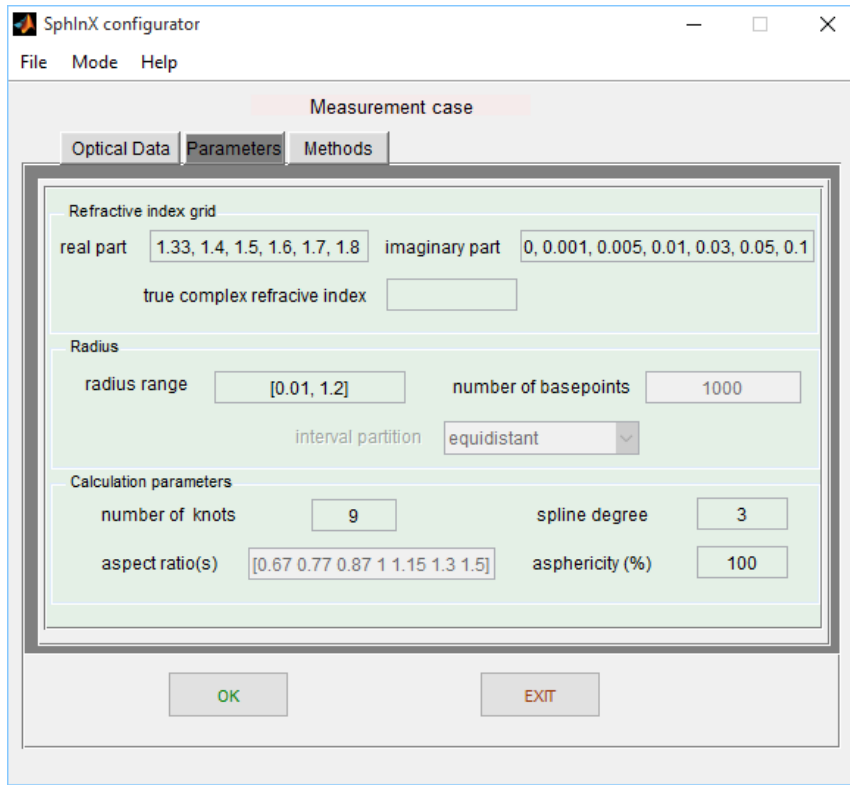 SphInX configurator
File Mode Help
Measurement case
Optical Data Parameters Methods
Refractive index grid
real part 1.33, 1.4, 1.5, 1.6, 1.7, 1.8 imaginary part 0, 0.001, 0.005, 0.01, 0.03, 0.05, 0.1
true complex refracive index
Radius
radius range [0.01, 1.2] number of basepoints 1000
interval partition equidistant
Calculation parameters
number of knots 9 spline degree 3
aspect ratio(s) [0.67 0.77 0.87 1 1.15 1.3 1.5] asphericity (%) 100
OK EXIT